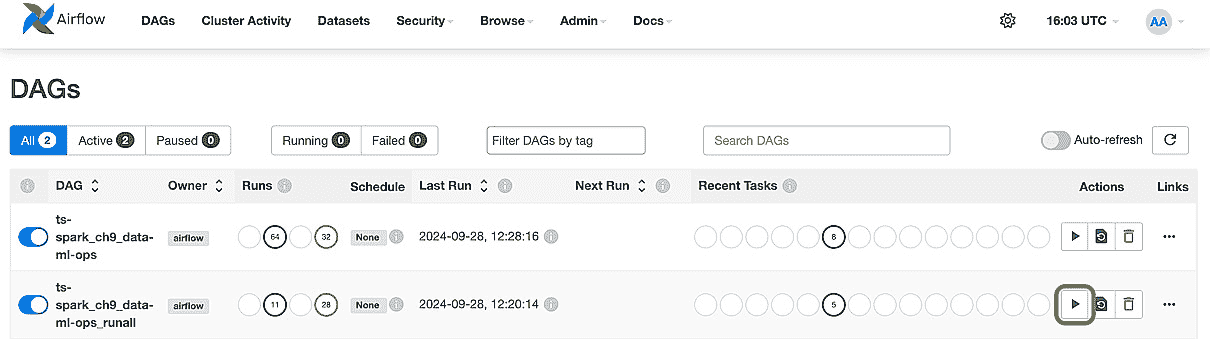 Airflow DAGs Cluster Activity Datasets Security Browse Admin Docs 16:03 UTC AA
DAGs
All 2 Active 2 Paused 0 Running 0 Failed 0 Filter DAGs by tag Search DAGs Auto-refresh
DAG Owner Runs Schedule Last Run Next Run Recent Tasks Actions Links
ts-
spark_ch9_data- airflow 64 32 None 2024-09-28, 12:28:16 8
ml-ops
ts-
spark_ch9_data- airflow 11 28 None 2024-09-28, 12:20:14 5
ml-ops_runall